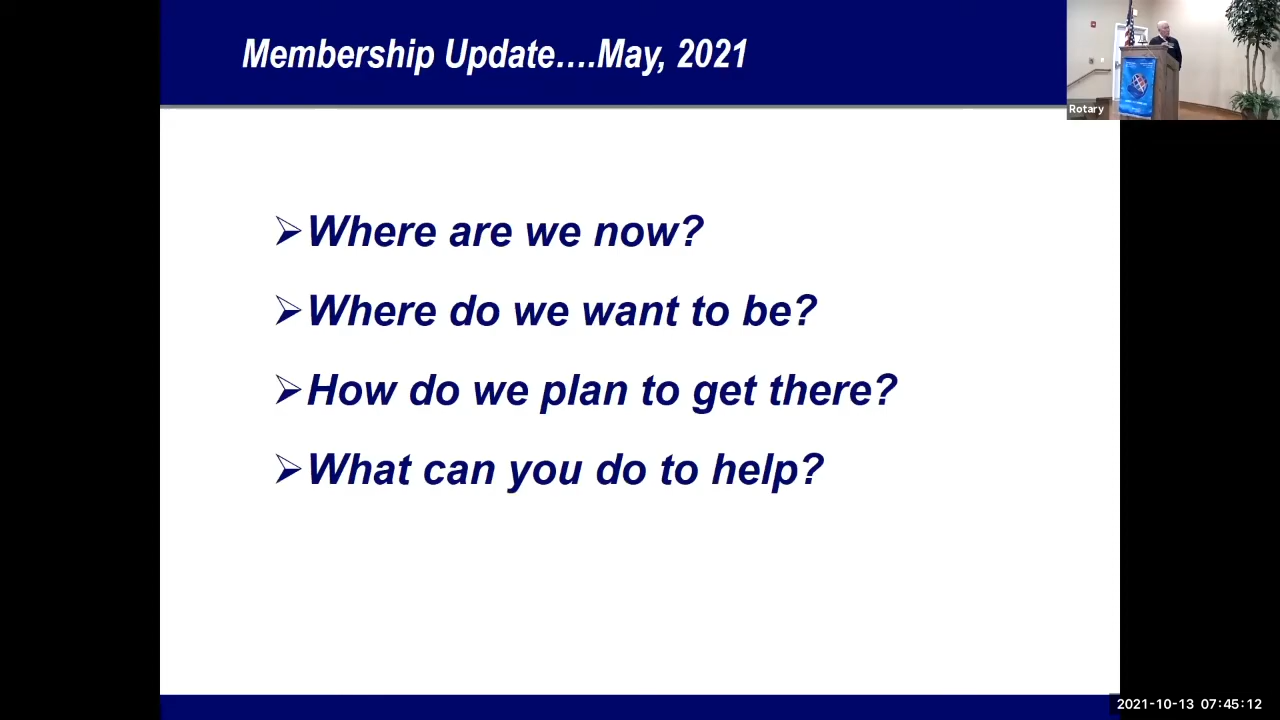 Membership Update....May, 2021
Rotary
➢Where are we now?
➢Where do we want to be?
➢How do we plan to get there?
➢What can you do to help?
2021-10-13 07:45:12